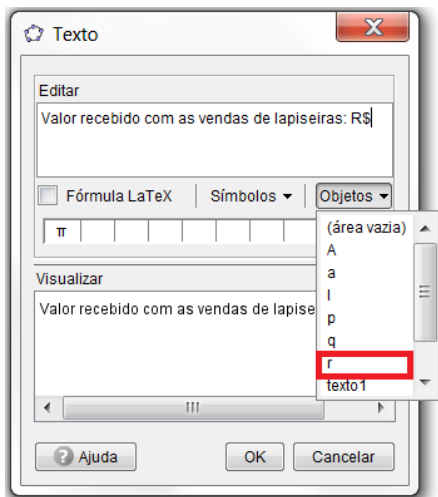 Texto
Editar
Valor recebido com as vendas de lapiseiras: R$
Fórmula LaTeX Símbolos Objetos
π
(área vazia)
A
a
l
p
q
r
texto1
Visualizar
Valor recebido com as vendas de lapise
Ajuda OK Cancelar